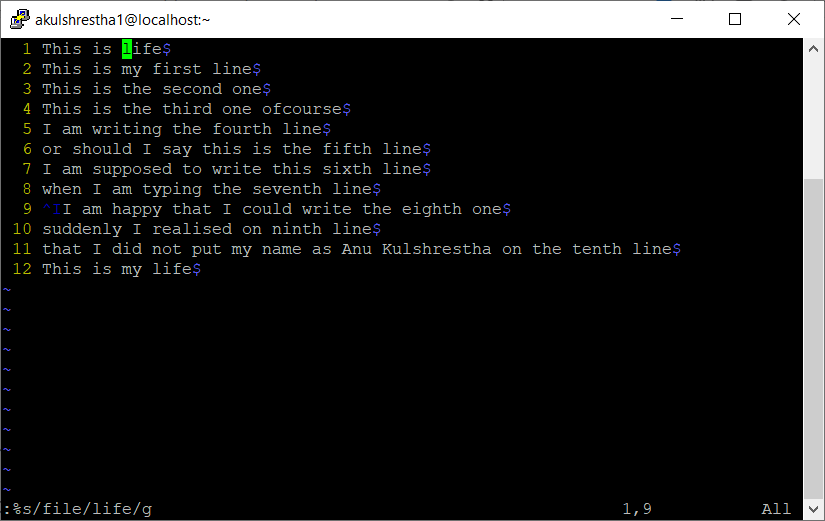 akulshrestha1@localhost:~
1 This is life$
2 This is my first line$
3 This is the second one$
4 This is the third one ofcourse$
5 I am writing the fourth line$
6 or should I say this is the fifth line$
7 I am supposed to write this sixth line$
8 when I am typing the seventh line$
9 ^II am happy that I could write the eighth one$
10 suddenly I realised on ninth line$
11 that I did not put my name as Anu Kulshrestha on the tenth line$
12 This is my life$
~
~
~
~
~
~
~
~
~
~
~
:%s/file/life/g 1,9 All